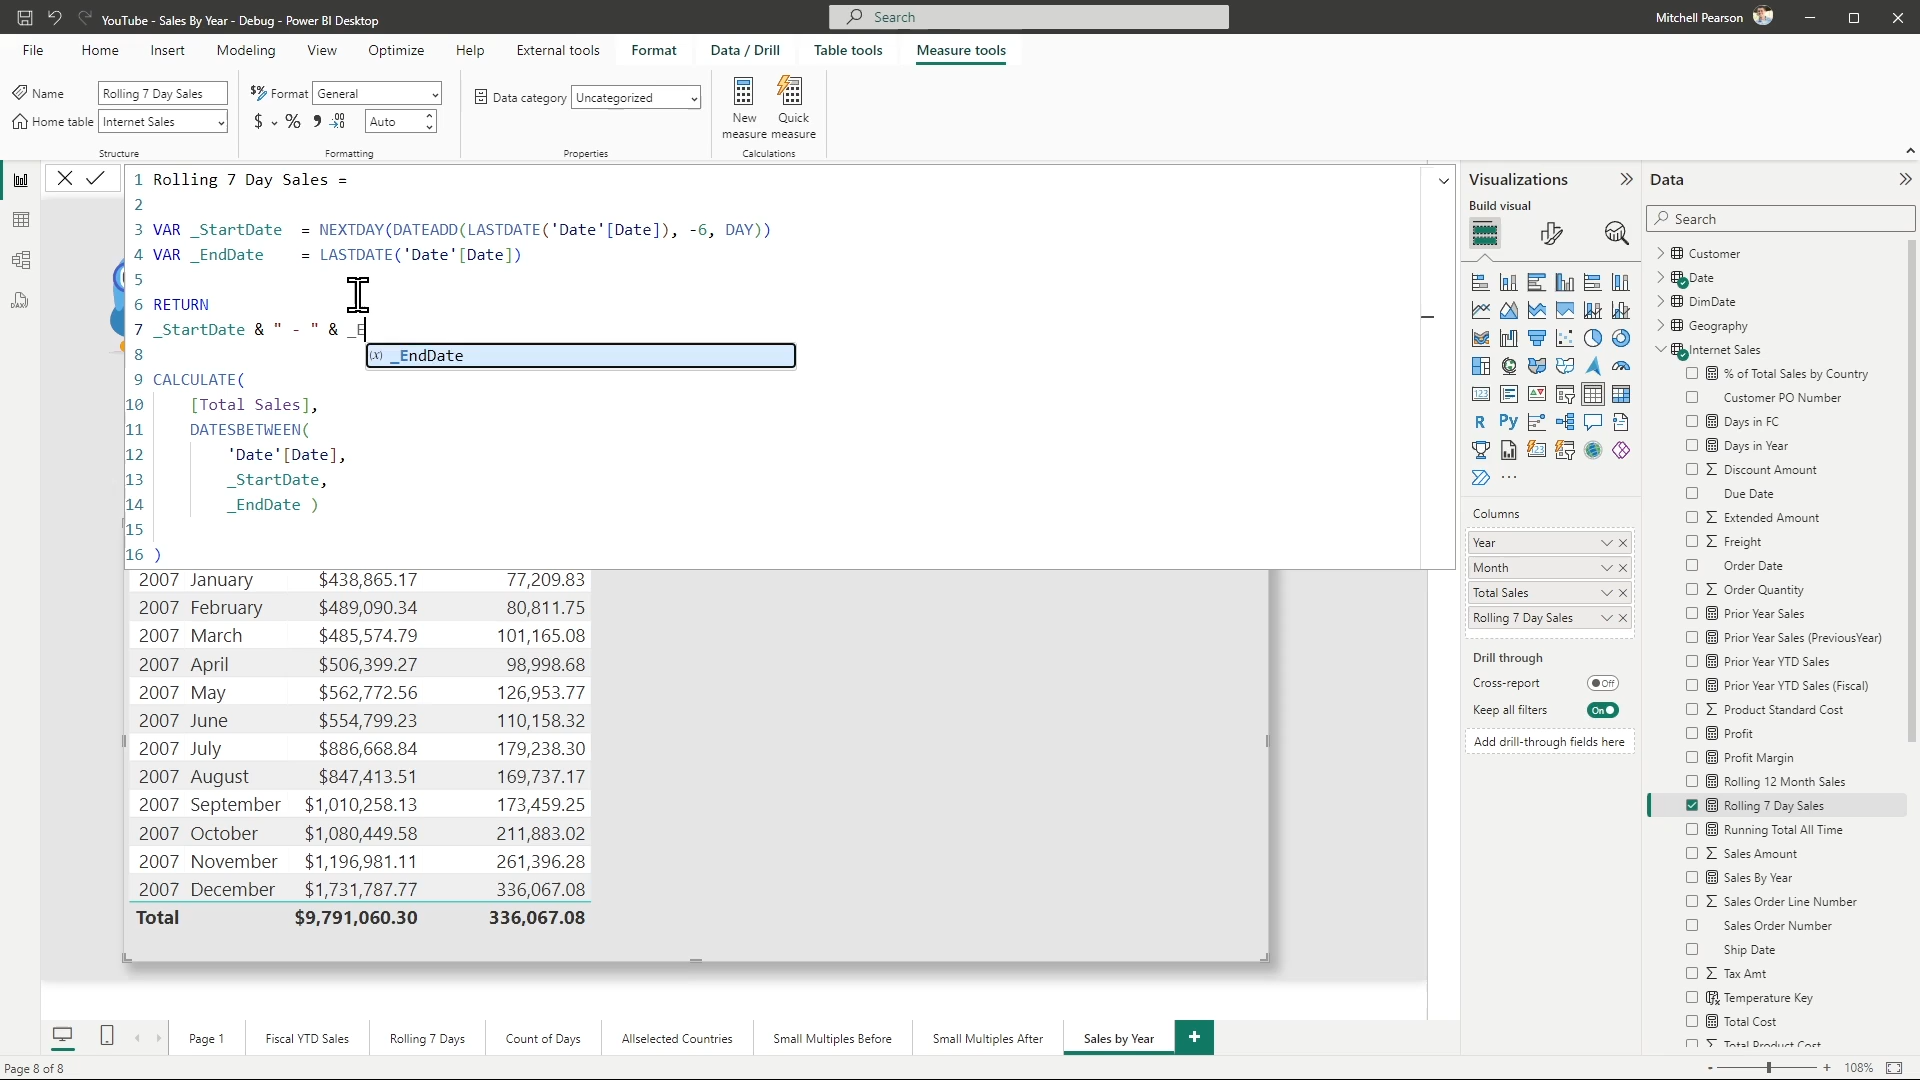 YouTube - Sales By Year - Debug - Power BI Desktop
Search
Mitchell Pearson
File
Home
Insert
Modeling
View
Optimize
Help
External tools
Format
Data / Drill
Table tools
Measure tools
Name
Rolling 7 Day Sales
Home table
Internet Sales
Structure
Format
General
$
%
Auto
Formatting
Data category
Uncategorized
Properties
New measure
Quick measure
Calculations
1 Rolling 7 Day Sales =
2
3 VAR _StartDate = NEXTDAY(DATEADD(LASTDATE('Date'[Date]), -6, DAY))
4 VAR _EndDate = LASTDATE('Date'[Date])
5
6 RETURN
7 _StartDate & " - " & _E
(x) _EndDate
8
9 CALCULATE(
10 [Total Sales],
11 DATESBETWEEN(
12 'Date'[Date],
13 _StartDate,
14 _EndDate )
15
16 )
2007 January $438,865.17 77,209.83
2007 February $489,090.34 80,811.75
2007 March $485,574.79 101,165.08
2007 April $506,399.27 98,998.68
2007 May $562,772.56 126,953.77
2007 June $554,799.23 110,158.32
2007 July $886,668.84 179,238.30
2007 August $847,413.51 169,737.17
2007 September $1,010,258.13 173,459.25
2007 October $1,080,449.58 211,883.02
2007 November $1,196,981.11 261,396.28
2007 December $1,731,787.77 336,067.08
Total $9,791,060.30 336,067.08
Visualizations
Build visual
R
Py
Columns
Year
Month
Total Sales
Rolling 7 Day Sales
Drill through
Cross-report
Off
Keep all filters
On
Add drill-through fields here
Data
Search
Customer
Date
DimDate
Geography
Internet Sales
% of Total Sales by Country
Customer PO Number
Days in FC
Days in Year
Discount Amount
Due Date
Extended Amount
Freight
Order Date
Order Quantity
Prior Year Sales
Prior Year Sales (PreviousYear)
Prior Year YTD Sales
Prior Year YTD Sales (Fiscal)
Product Standard Cost
Profit
Profit Margin
Rolling 12 Month Sales
Rolling 7 Day Sales
Running Total All Time
Sales Amount
Sales By Year
Sales Order Line Number
Sales Order Number
Ship Date
Tax Amt
Temperature Key
Total Cost
Total Product Cost
Page 1
Fiscal YTD Sales
Rolling 7 Days
Count of Days
Allselected Countries
Small Multiples Before
Small Multiples After
Sales by Year
Page 8 of 8
108%